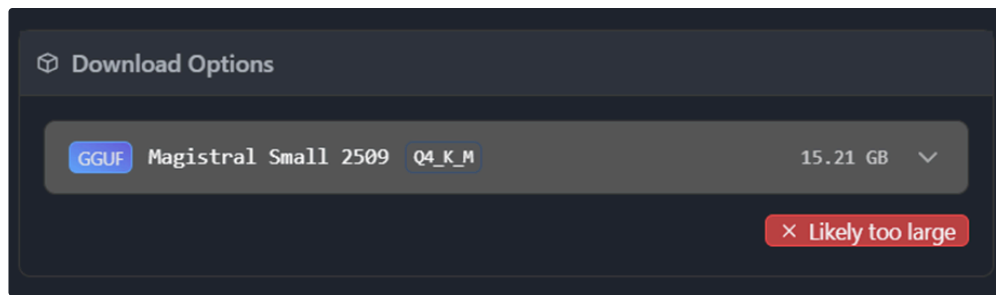 Download Options
GGUF Magistral Small 2509 Q4_K_M 15.21 GB
× Likely too large